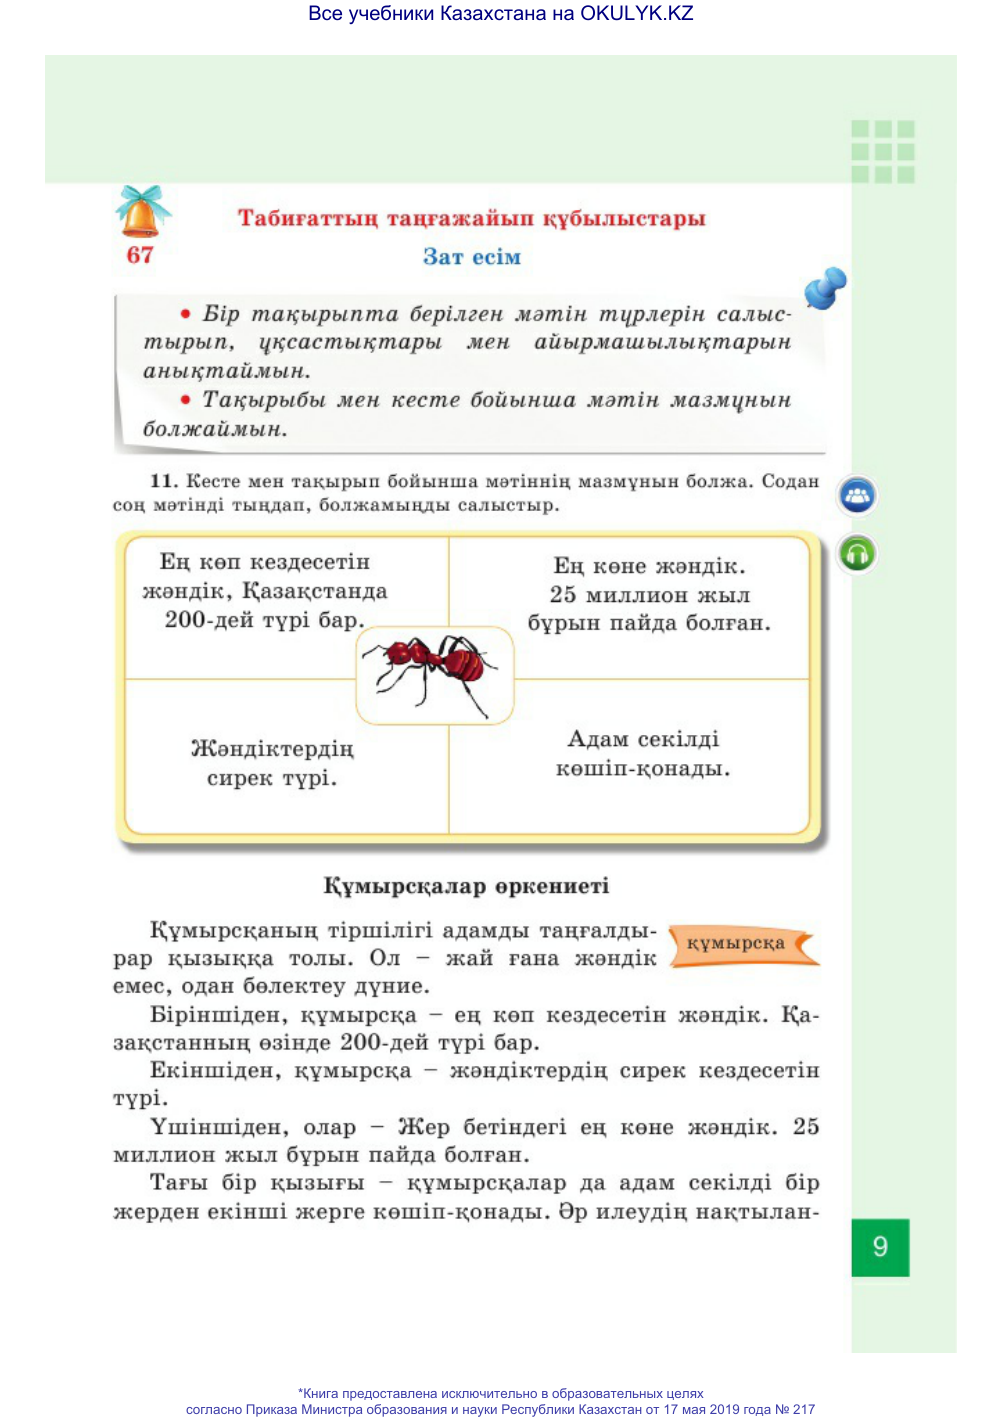 Все учебники Казахстана на OKULYK.KZ
Табиғаттың таңғажайып құбылыстары
67
Зат есім
• Бір тақырыпта берілген мәтін түрлерін салыс-
тырып, ұқсастықтары мен айырмашылықтарын
анықтаймын.
• Тақырыбы мен кесте бойынша мәтін мазмұнын
болжаймын.
11. Кесте мен тақырып бойынша мәтіннің мазмұнын болжа. Содан
соң мәтінді тыңдап, болжамыңды салыстыр.
Ең көп кездесетін
жәндік, Қазақстанда
200-дей түрі бар.
Ең көне жәндік.
25 миллион жыл
бұрын пайда болған.
Жәндіктердің
сирек түрі.
Адам секілді
көшіп-қонады.
Құмырсқалар өркениеті
Құмырсқаның тіршілігі адамды таңғалды-
рар қызыққа толы. Ол – жай ғана жәндік
емес, одан бөлектеу дүние.
құмырсқа
Біріншіден, құмырсқа – ең көп кездесетін жәндік. Қа-
зақстанның өзінде 200-дей түрі бар.
Екіншіден, құмырсқа – жәндіктердің сирек кездесетін
түрі.
Үшіншіден, олар – Жер бетіндегі ең көне жәндік. 25
миллион жыл бұрын пайда болған.
Тағы бір қызығы – құмырсқалар да адам секілді бір
жерден екінші жерге көшіп-қонады. Әр илеудің нақтылан-
9
*Книга предоставлена исключительно в образовательных целях
согласно Приказа Министра образования и науки Республики Казахстан от 17 мая 2019 года № 217